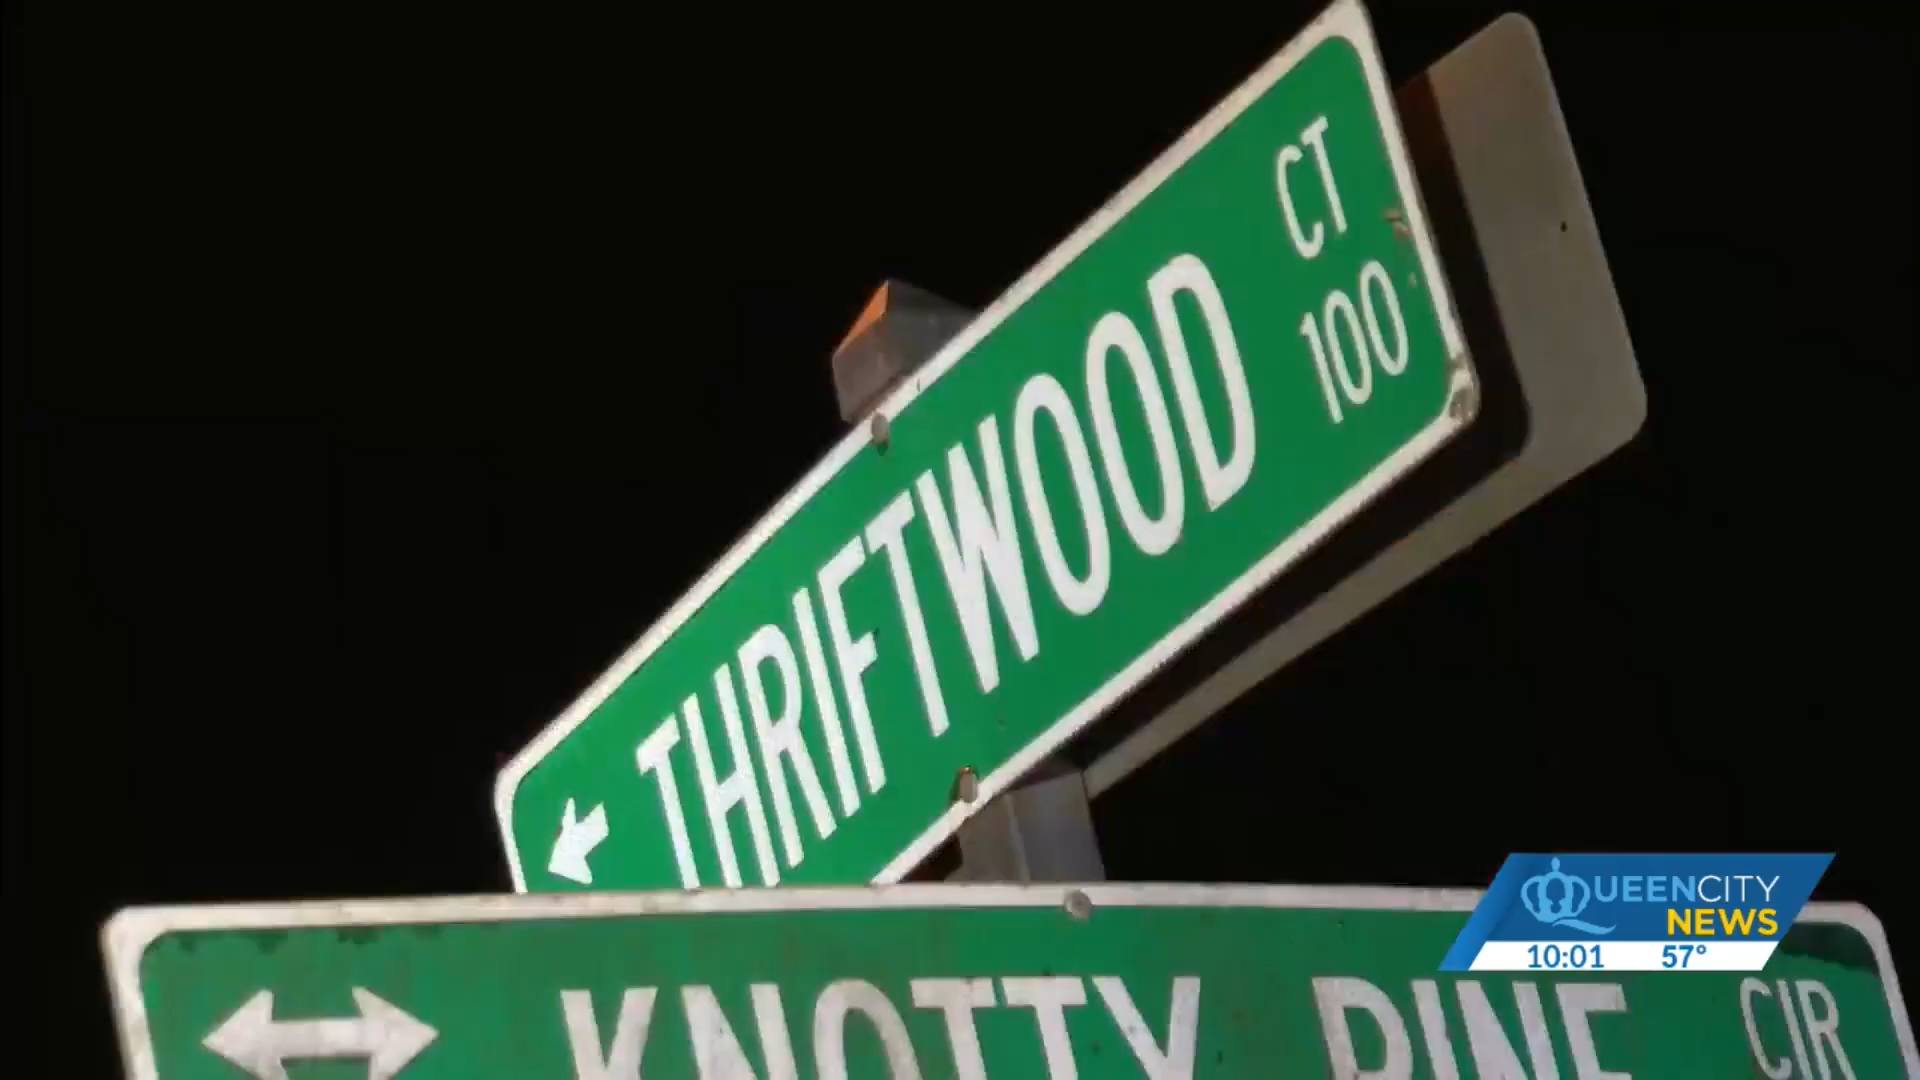 THRIFTWOOD CT
100
KNOTTY PINE CIR
QUEENCITY
NEWS
10:01 57°